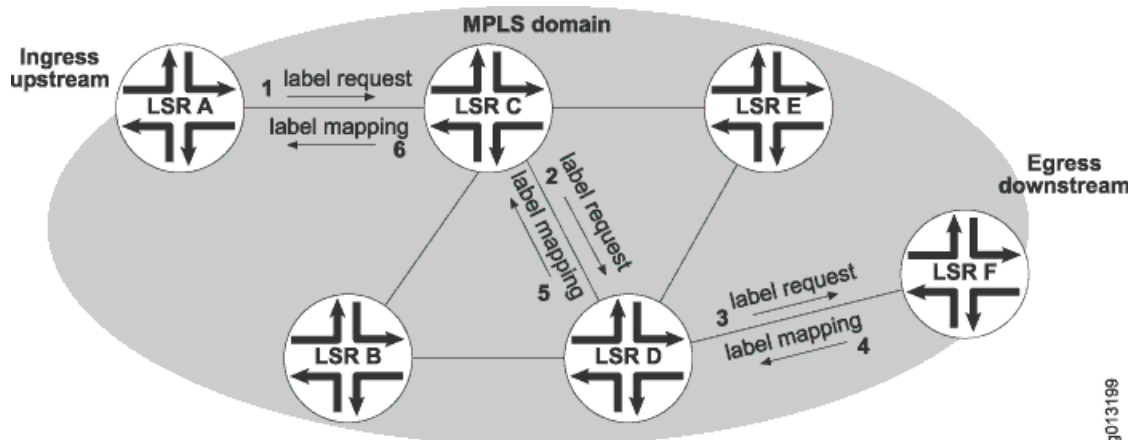 MPLS domain
Ingress
upstream
1 label request
LSR A
LSR C
LSR E
label mapping
6
2 label request
label mapping
5
Egress
downstream
LSR F
3 label request
label mapping
4
LSR B
LSR D
g013199